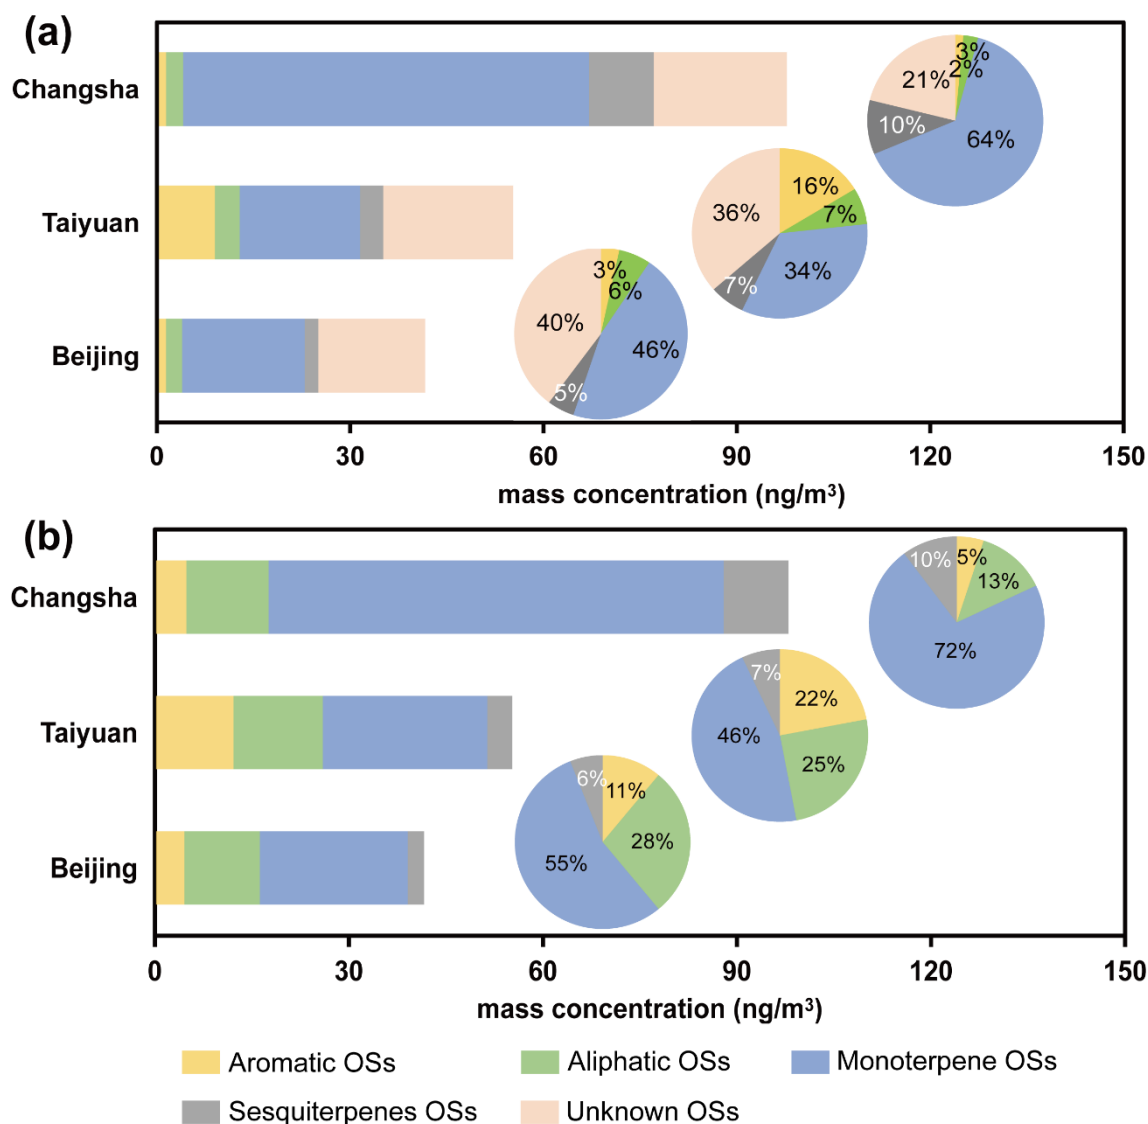 (a)
Changsha
3%
2%
21%
10%
64%
Taiyuan
16%
36%
7%
34%
7%
Beijing
3%
6%
40%
46%
5%
0 30 60 90 120 150
mass concentration (ng/m³)
(b)
Changsha
10% 5%
13%
72%
Taiyuan
7%
22%
46%
25%
Beijing
6%
11%
28%
55%
0 30 60 90 120 150
mass concentration (ng/m³)
Aromatic OSs Aliphatic OSs Monoterpene OSs
Sesquiterpenes OSs Unknown OSs